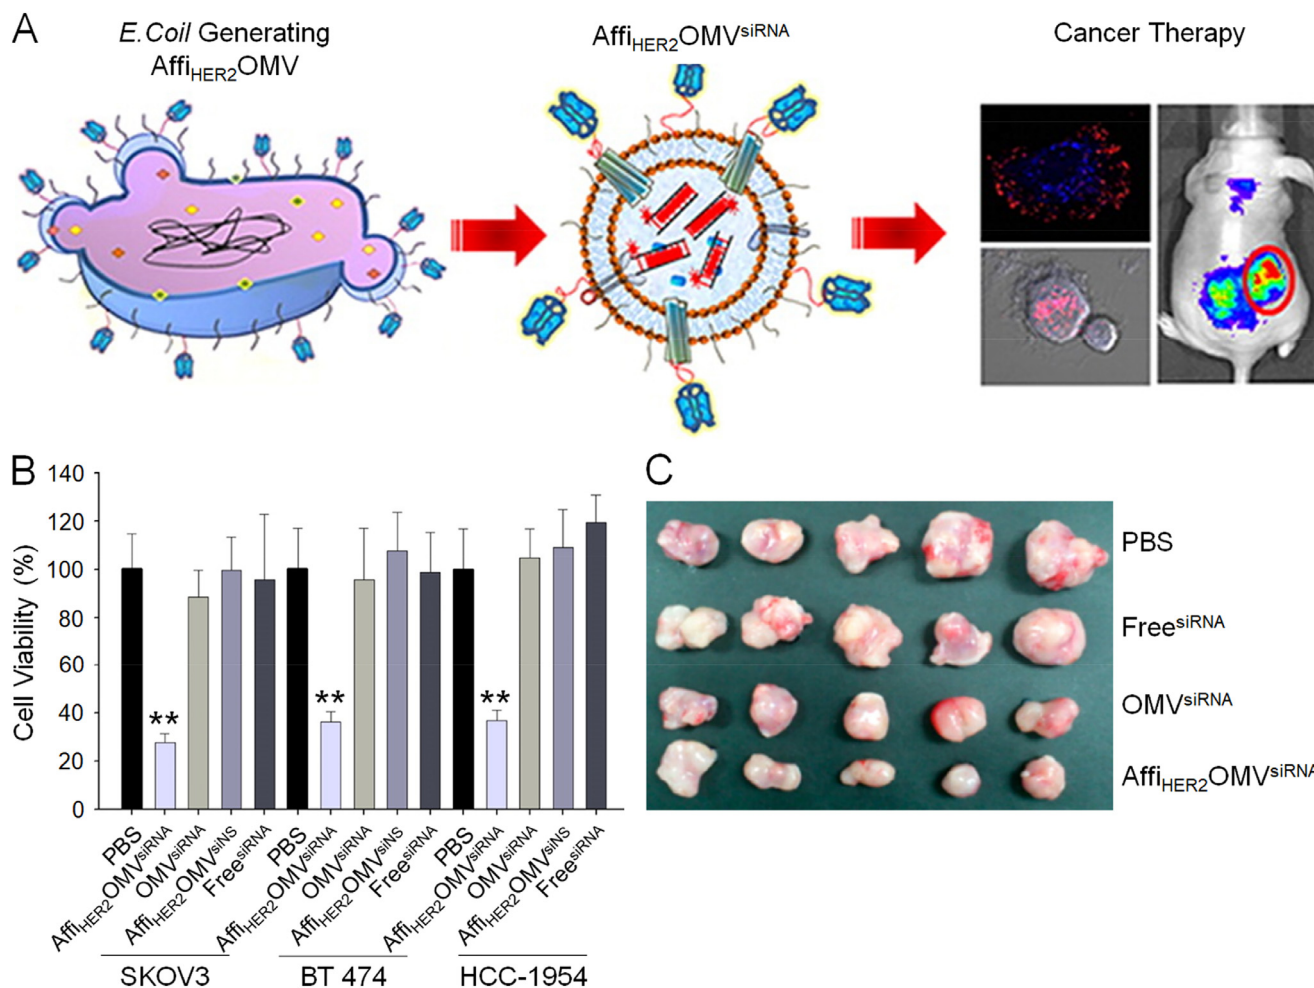 A
E.Coil Generating
AffiHER2OMV
AffiHER2OMVsiRNA
Cancer Therapy
B
Cell Viability (%)
140
120
100
80
60
40
20
0
**
**
**
PBS
AffiHER2OMVsiRNA
OMVsiRNA
AffiHER2OMVsiNS
FreesiRNA
PBS
AffiHER2OMVsiRNA
OMVsiRNA
AffiHER2OMVsiNS
FreesiRNA
PBS
AffiHER2OMVsiRNA
OMVsiRNA
AffiHER2OMVsiNS
FreesiRNA
SKOV3
BT 474
HCC-1954
C
PBS
FreesiRNA
OMVsiRNA
AffiHER2OMVsiRNA